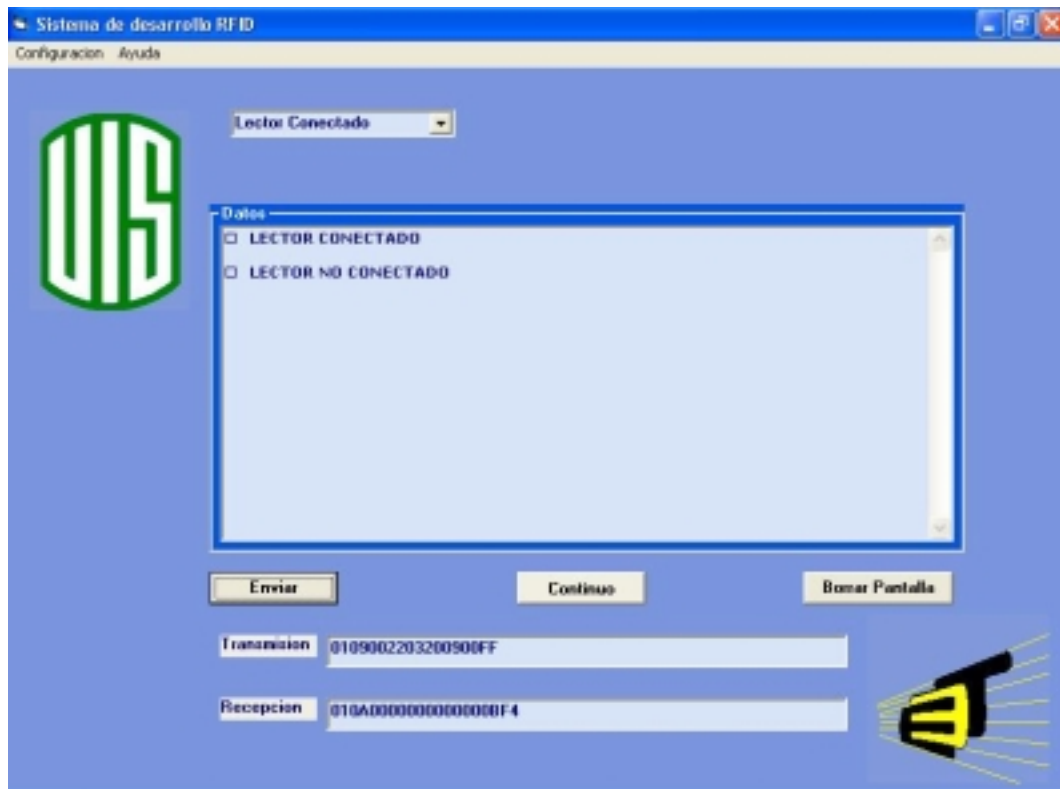 Sistema de desarrollo RFID
Configuracion Ayuda
UIS
Lector Conectado
Datos
LECTOR CONECTADO
LECTOR NO CONECTADO
Enviar
Continuo
Borrar Pantalla
Transmision
0109002203200900FF
Recepcion